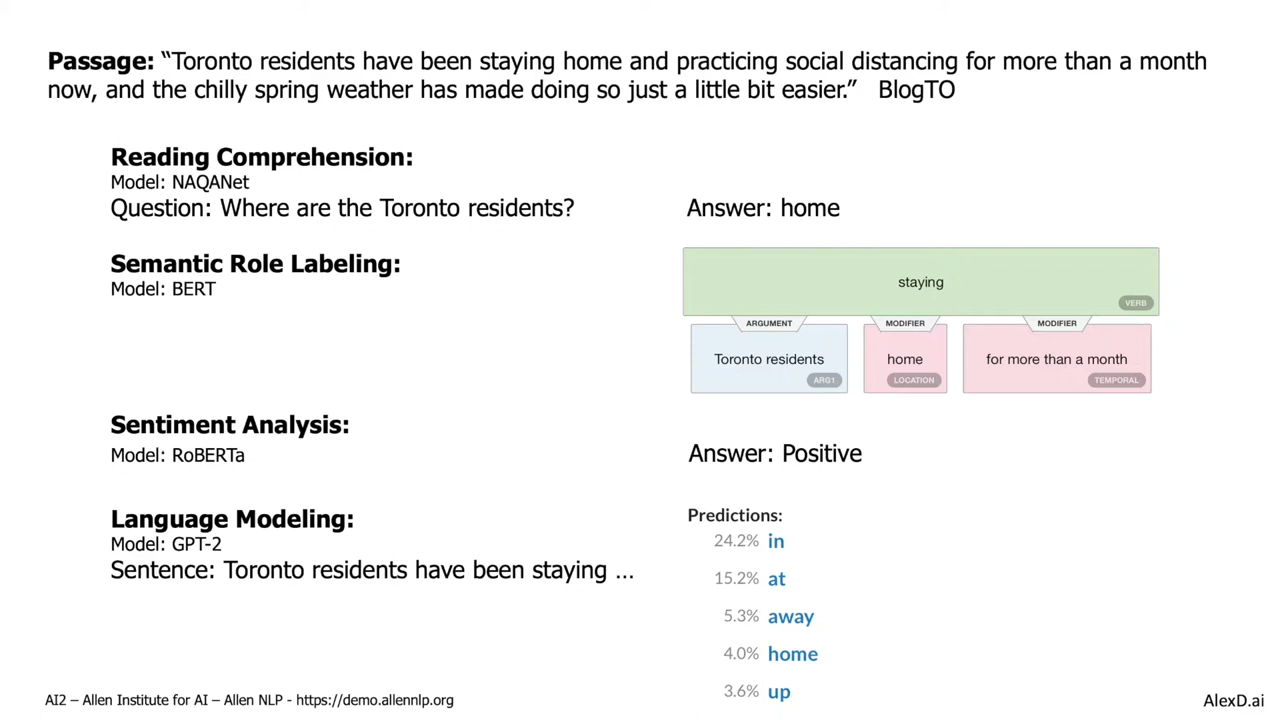 Passage: “Toronto residents have been staying home and practicing social distancing for more than a month
now, and the chilly spring weather has made doing so just a little bit easier.” BlogTO
Reading Comprehension:
Model: NAQANet
Question: Where are the Toronto residents?
Answer: home
Semantic Role Labeling:
Model: BERT
staying
VERB
ARGUMENT
MODIFIER
MODIFIER
Toronto residents
home
for more than a month
ARG1
LOCATION
TEMPORAL
Sentiment Analysis:
Model: RoBERTa
Answer: Positive
Language Modeling:
Model: GPT-2
Sentence: Toronto residents have been staying ...
Predictions:
24.2% in
15.2% at
5.3% away
4.0% home
3.6% up
AI2 – Allen Institute for AI – Allen NLP - https://demo.allennlp.org
AlexD.ai